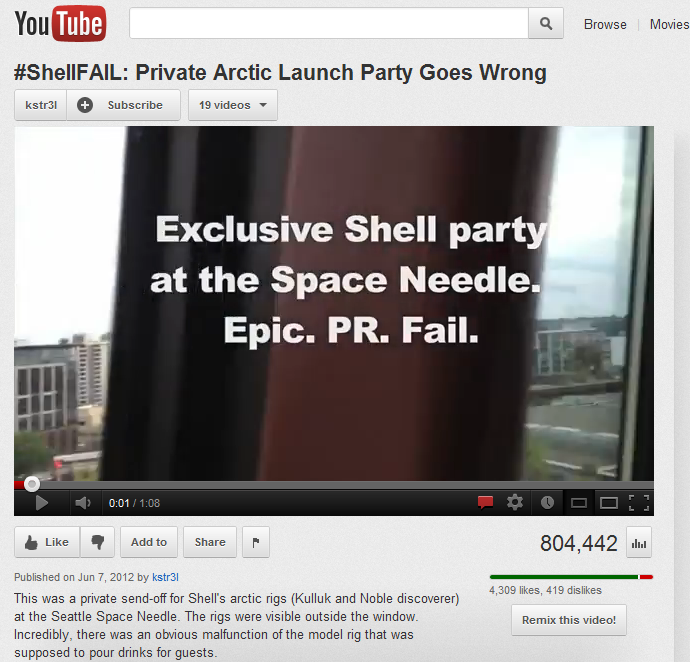 YouTube
Browse | Movies
#ShellFAIL: Private Arctic Launch Party Goes Wrong
kstr3l Subscribe 19 videos
Exclusive Shell party
at the Space Needle.
Epic. PR. Fail.
0:01 / 1:08
Like Add to Share 804,442
Published on Jun 7, 2012 by kstr3l
4,309 likes, 419 dislikes
This was a private send-off for Shell's arctic rigs (Kulluk and Noble discoverer)
at the Seattle Space Needle. The rigs were visible outside the window.
Incredibly, there was an obvious malfunction of the model rig that was
supposed to pour drinks for guests.
Remix this video!